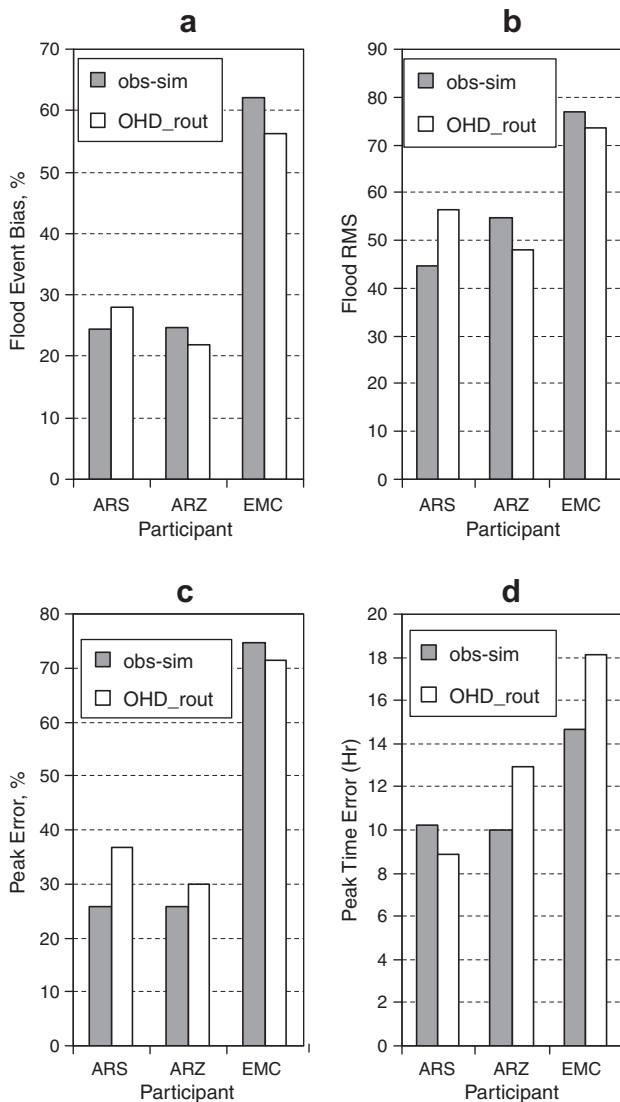 a
70
60
50
40
30
20
10
0
Flood Event Bias, %
obs-sim
OHD_rout
ARS ARZ EMC
Participant
b
90
80
70
60
50
40
30
20
10
0
Flood RMS
obs-sim
OHD_rout
ARS ARZ EMC
Participant
c
80
70
60
50
40
30
20
10
0
Peak Error, %
obs-sim
OHD_rout
ARS ARZ EMC
Participant
d
20
18
16
14
12
10
8
6
4
2
0
Peak Time Error (Hr)
obs-sim
OHD_rout
ARS ARZ EMC
Participant